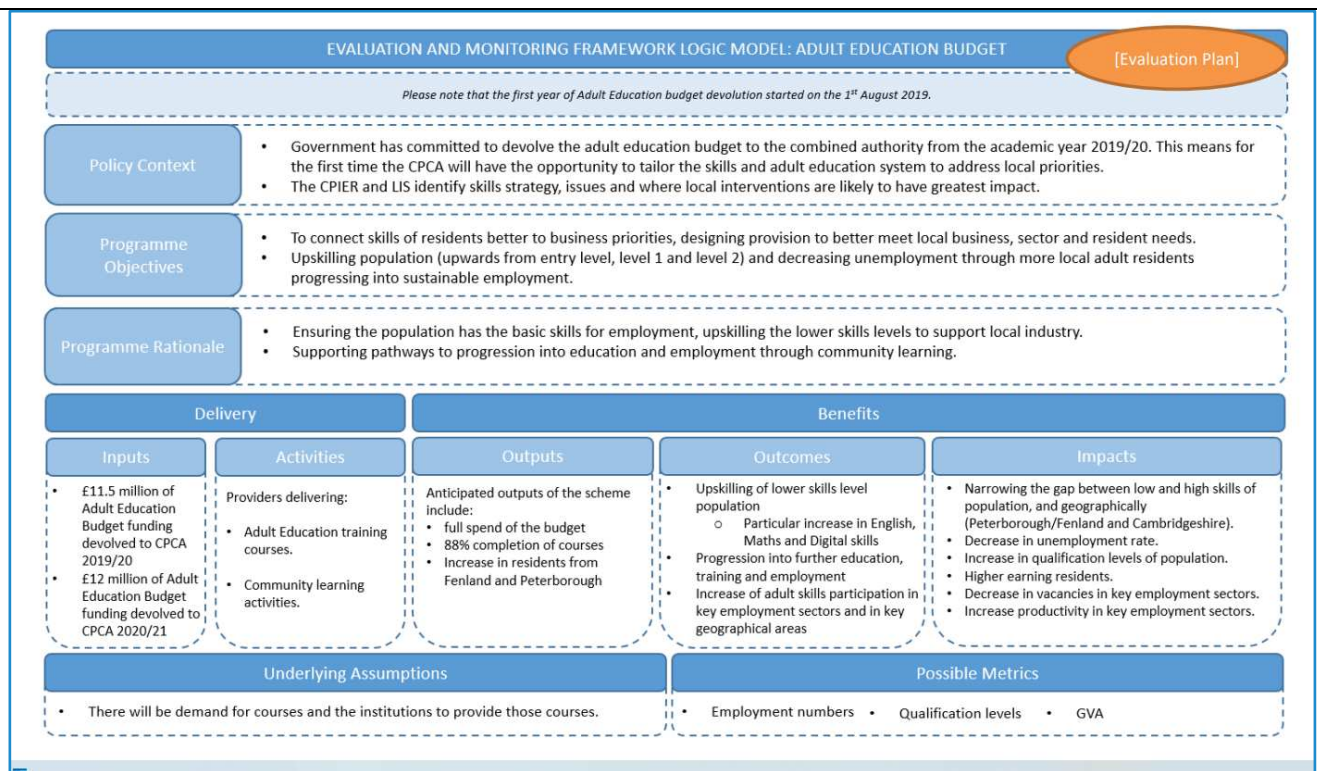 EVALUATION AND MONITORING FRAMEWORK LOGIC MODEL: ADULT EDUCATION BUDGET
[Evaluation Plan]
Please note that the first year of Adult Education budget devolution started on the 1st August 2019.
Policy Context
• Government has committed to devolve the adult education budget to the combined authority from the academic year 2019/20. This means for
the first time the CPCA will have the opportunity to tailor the skills and adult education system to address local priorities.
• The CPIER and LIS identify skills strategy, issues and where local interventions are likely to have greatest impact.
Programme
Objectives
• To connect skills of residents better to business priorities, designing provision to better meet local business, sector and resident needs.
• Upskilling population (upwards from entry level, level 1 and level 2) and decreasing unemployment through more local adult residents
progressing into sustainable employment.
Programme Rationale
• Ensuring the population has the basic skills for employment, upskilling the lower skills levels to support local industry.
• Supporting pathways to progression into education and employment through community learning.
Delivery
Benefits
Inputs
• £11.5 million of
Adult Education
Budget funding
devolved to CPCA
2019/20
• £12 million of Adult
Education Budget
funding devolved to
CPCA 2020/21
Activities
Providers delivering:
• Adult Education training
courses.
• Community learning
activities.
Outputs
Anticipated outputs of the scheme
include:
• full spend of the budget
• 88% completion of courses
• Increase in residents from
Fenland and Peterborough
Outcomes
• Upskilling of lower skills level
population
o Particular increase in English,
Maths and Digital skills
• Progression into further education,
training and employment
• Increase of adult skills participation in
key employment sectors and in key
geographical areas
Impacts
• Narrowing the gap between low and high skills of
population, and geographically
(Peterborough/Fenland and Cambridgeshire).
• Decrease in unemployment rate.
• Increase in qualification levels of population.
• Higher earning residents.
• Decrease in vacancies in key employment sectors.
• Increase productivity in key employment sectors.
Underlying Assumptions
• There will be demand for courses and the institutions to provide those courses.
Possible Metrics
• Employment numbers • Qualification levels • GVA